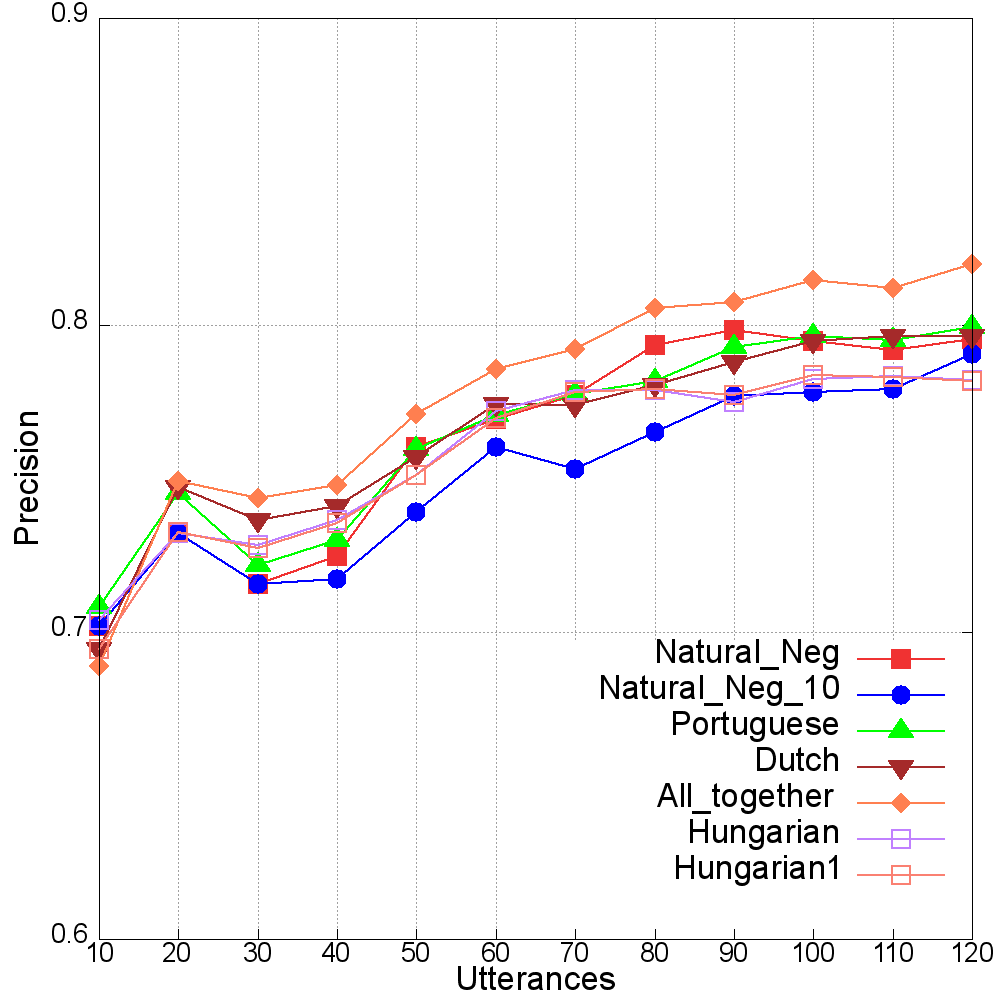 0.9
0.8
0.7
0.6
Precision
Natural_Neg
Natural_Neg_10
Portuguese
Dutch
All_together
Hungarian
Hungarian1
10 20 30 40 50 60 70 80 90 100 110 120
Utterances